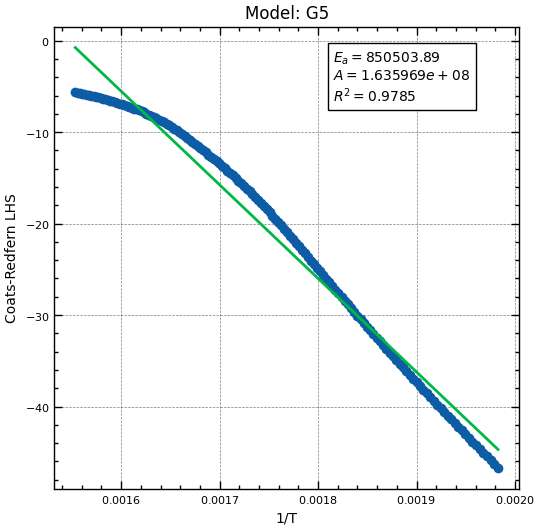 Model: G5
0
−10
−20
−30
−40
Coats-Redfern LHS
E_a = 850503.89
A = 1.635969e + 08
R² = 0.9785
0.0016 0.0017 0.0018 0.0019 0.0020
1/T